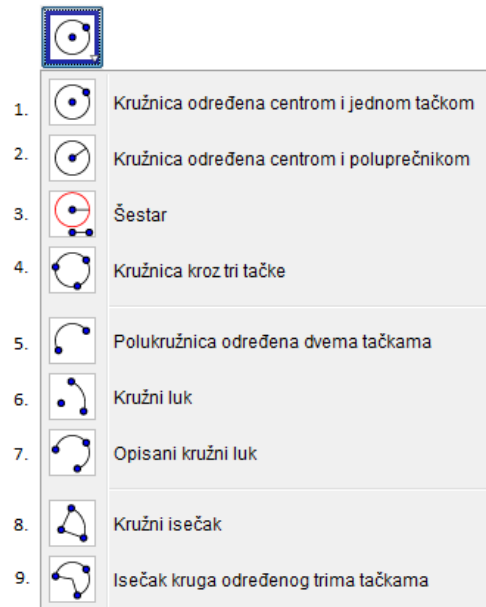 1. Kružnica određena centrom i jednom tačkom
2. Kružnica određena centrom i poluprečnikom
3. Šestar
4. Kružnica kroz tri tačke
5. Polukružnica određena dvema tačkama
6. Kružni luk
7. Opisani kružni luk
8. Kružni isečak
9. Isečak kruga određenog trima tačkama